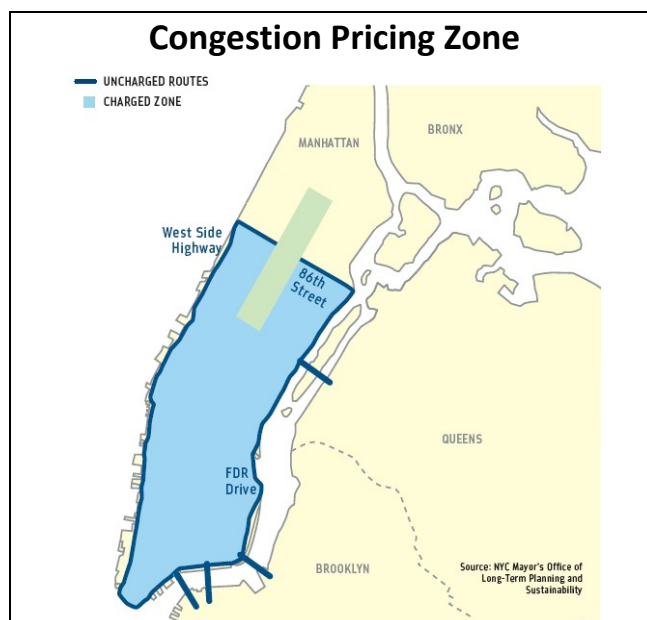 Congestion Pricing Zone
UNCHARGED ROUTES
CHARGED ZONE
BRONX
MANHATTAN
West Side
Highway
86th
Street
QUEENS
FDR
Drive
BROOKLYN
Source: NYC Mayor's Office of
Long-Term Planning and
Sustainability